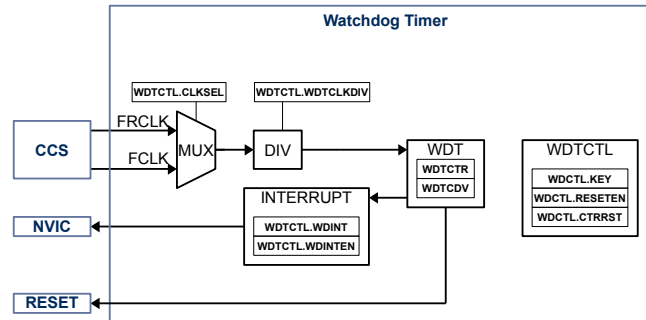 Watchdog Timer
WDTCTL.CLKSEL
WDTCTL.WDTCLKDIV
FRCLK
CCS
MUX
DIV
FCLK
WDT
WDTCTR
WDTCDV
WDTCTL
WDCTL.KEY
WDCTL.RESETEN
WDCTL.CTRRST
INTERRUPT
WDTCTL.WDINT
WDTCTL.WDINTEN
NVIC
RESET